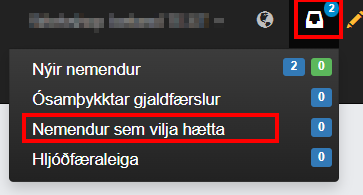 2
Nýir nemendur 2 0
Ósamþykktar gjaldfærslur 0
Nemendur sem vilja hætta 0
Hljóðfæraleiga 0